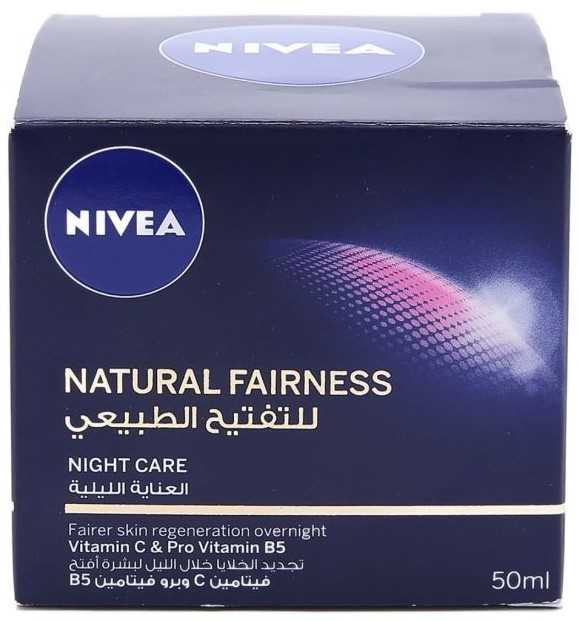 NIVEA
NIVEA
NATURAL FAIRNESS
للتفتيح الطبيعي
NIGHT CARE
العناية الليلية
Fairer skin regeneration overnight
Vitamin C & Pro Vitamin B5
تجديد الخلايا خلال الليل لبشرة أفتح
فيتامين C وبرو فيتامين B5
50ml